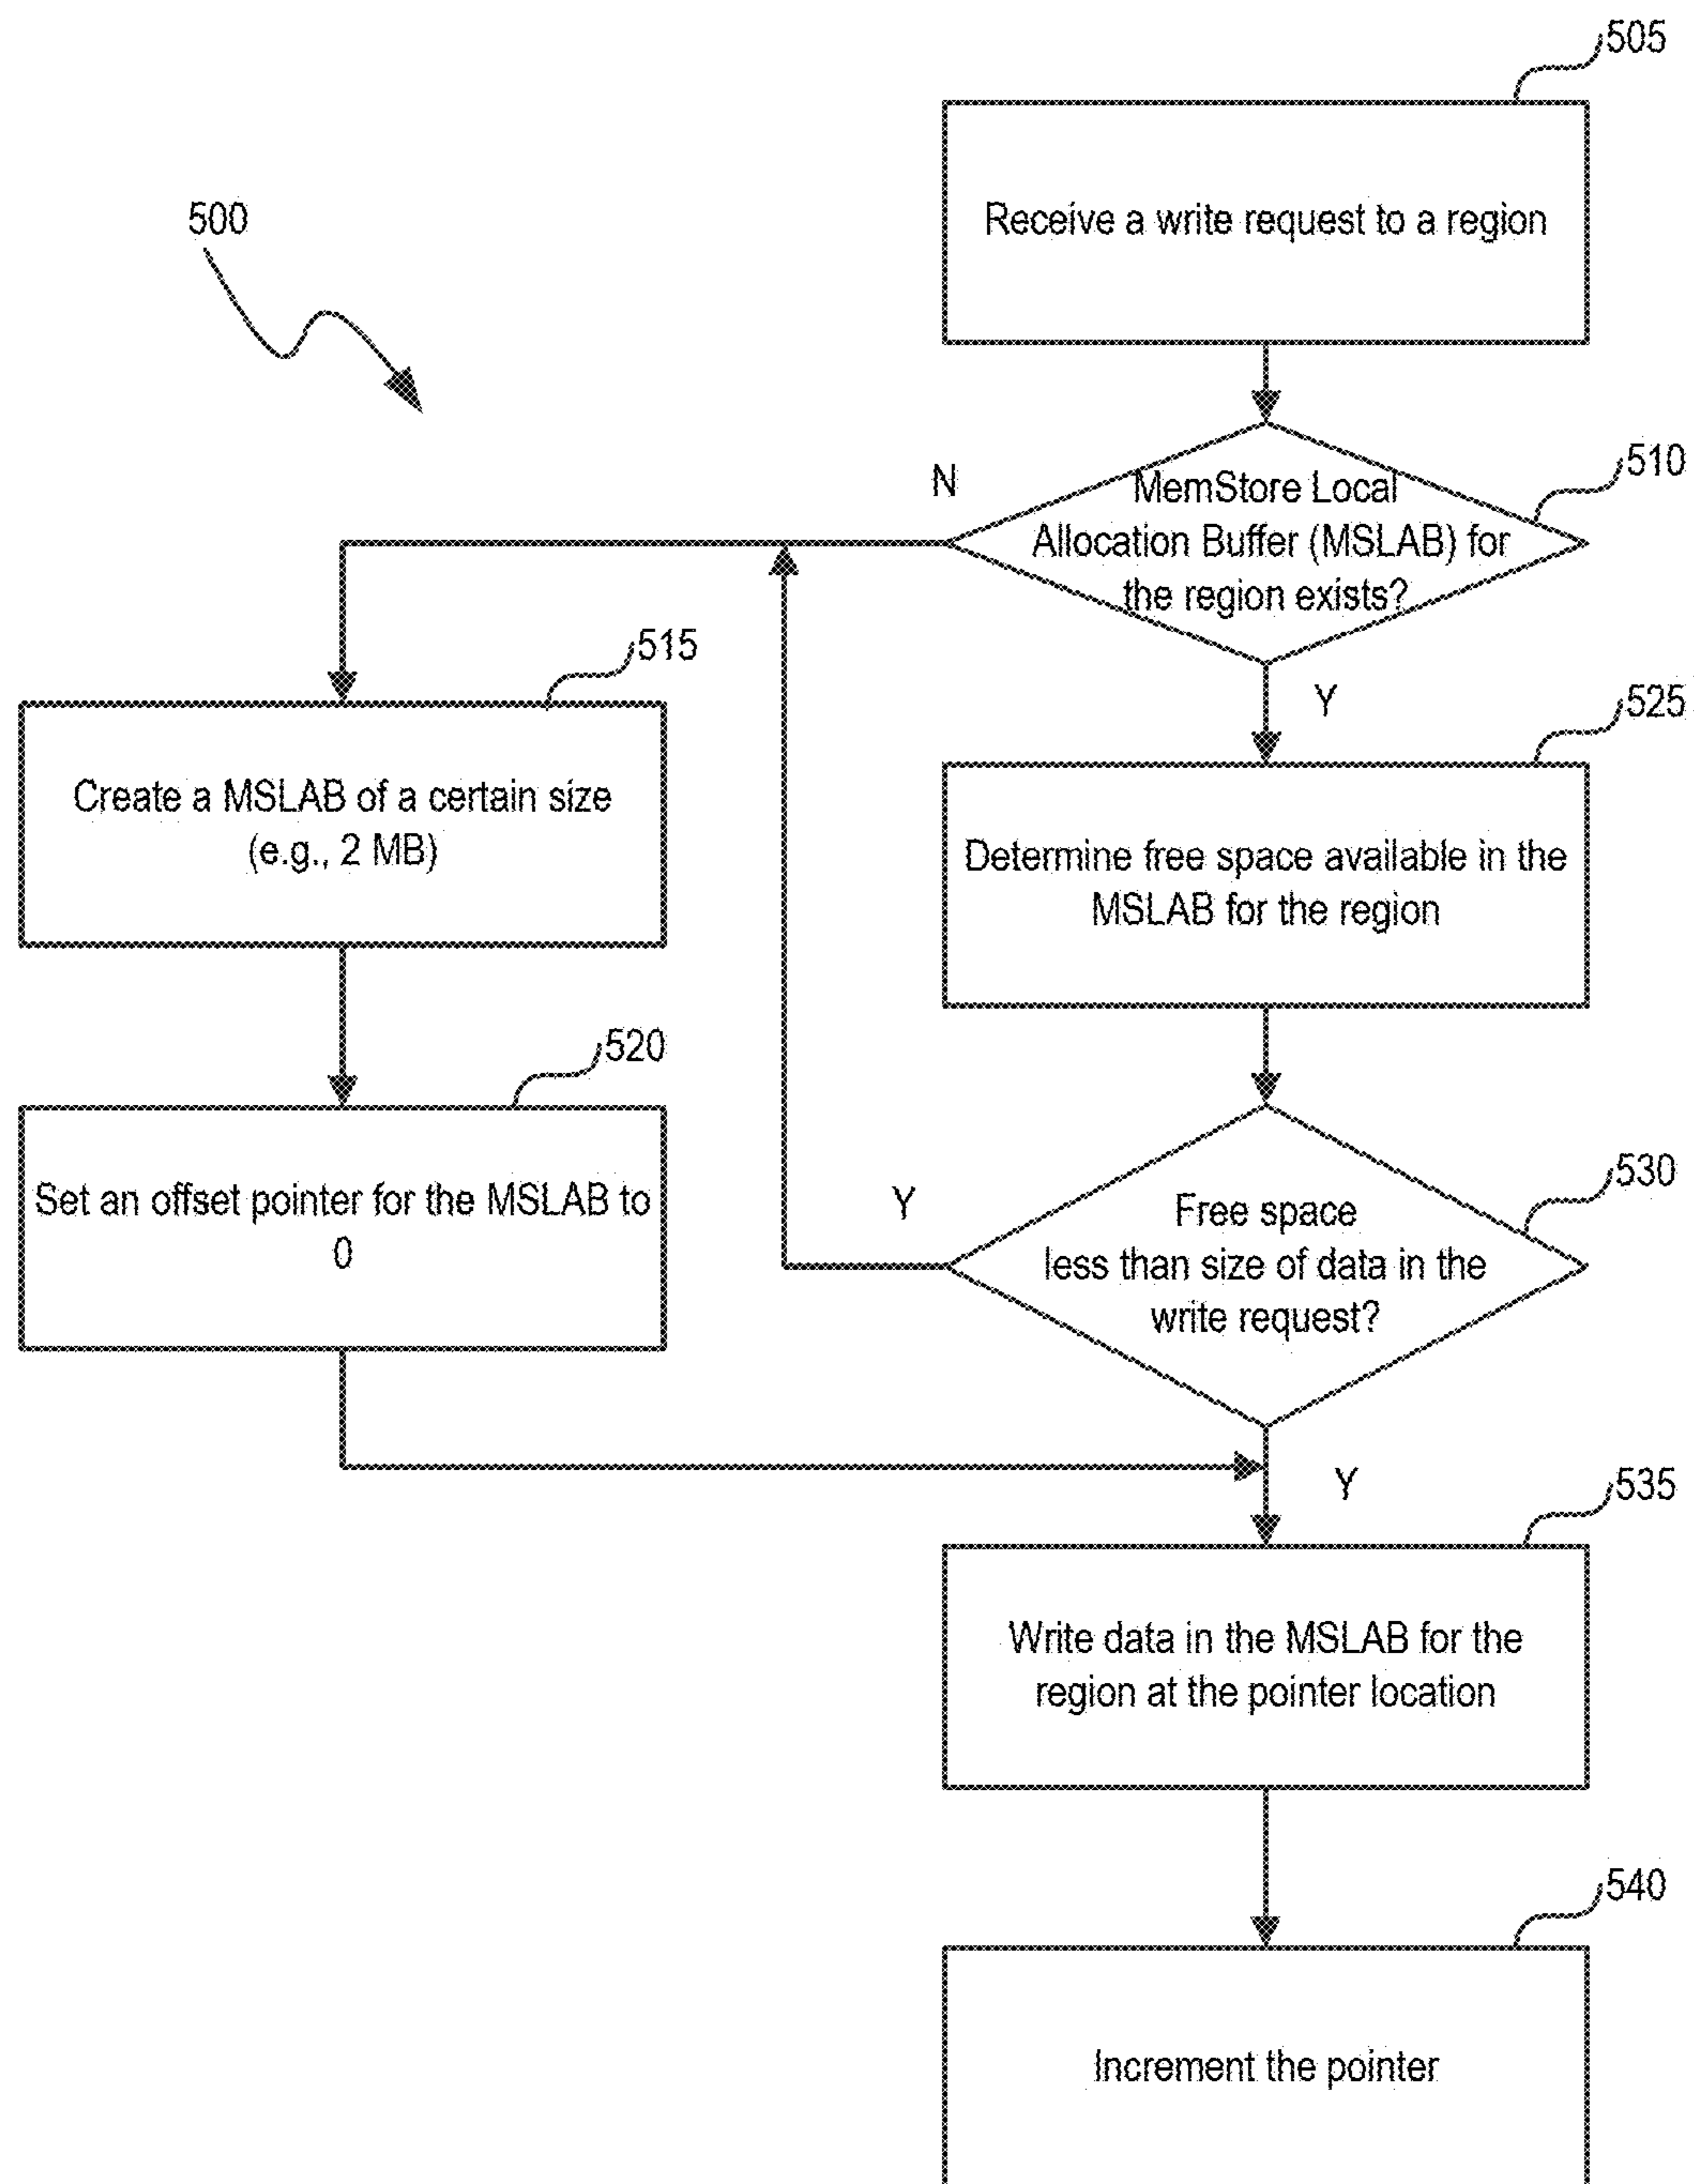 505
Receive a write request to a region
500
510
N
MemStore Local
Allocation Buffer (MSLAB) for
the region exists?
515
Y
525
Create a MSLAB of a certain size
(e.g., 2 MB)
Determine free space available in the
MSLAB for the region
520
Set an offset pointer for the MSLAB to
0
530
Y
Free space
less than size of data in the
write request?
Y
535
Write data in the MSLAB for the
region at the pointer location
540
Increment the pointer